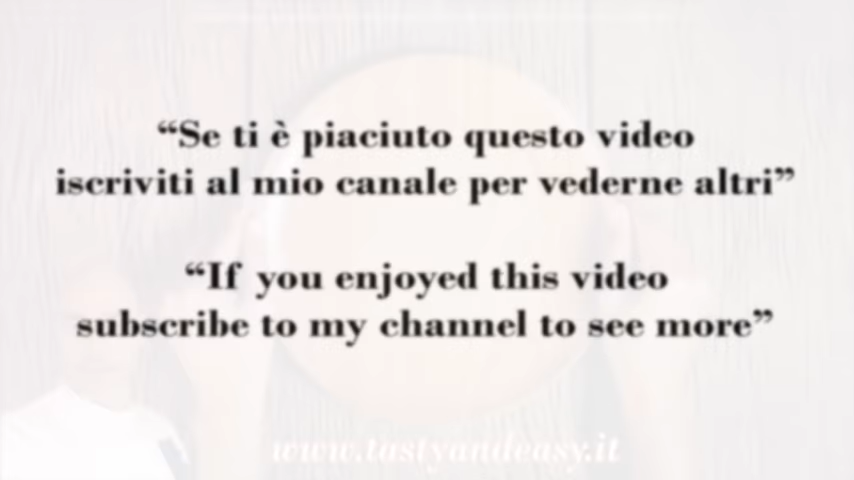 “Se ti è piaciuto questo video
iscriviti al mio canale per vederne altri”
“If you enjoyed this video
subscribe to my channel to see more”
www.tastyandeasy.it